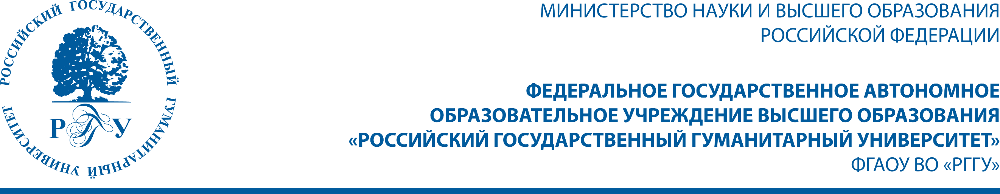 РОССИЙСКИЙ ГОСУДАРСТВЕННЫЙ ГУМАНИТАРНЫЙ УНИВЕРСИТЕТ
РГГУ
МИНИСТЕРСТВО НАУКИ И ВЫСШЕГО ОБРАЗОВАНИЯ
РОССИЙСКОЙ ФЕДЕРАЦИИ
ФЕДЕРАЛЬНОЕ ГОСУДАРСТВЕННОЕ АВТОНОМНОЕ
ОБРАЗОВАТЕЛЬНОЕ УЧРЕЖДЕНИЕ ВЫСШЕГО ОБРАЗОВАНИЯ
«РОССИЙСКИЙ ГОСУДАРСТВЕННЫЙ ГУМАНИТАРНЫЙ УНИВЕРСИТЕТ»
ФГАОУ ВО «РГГУ»